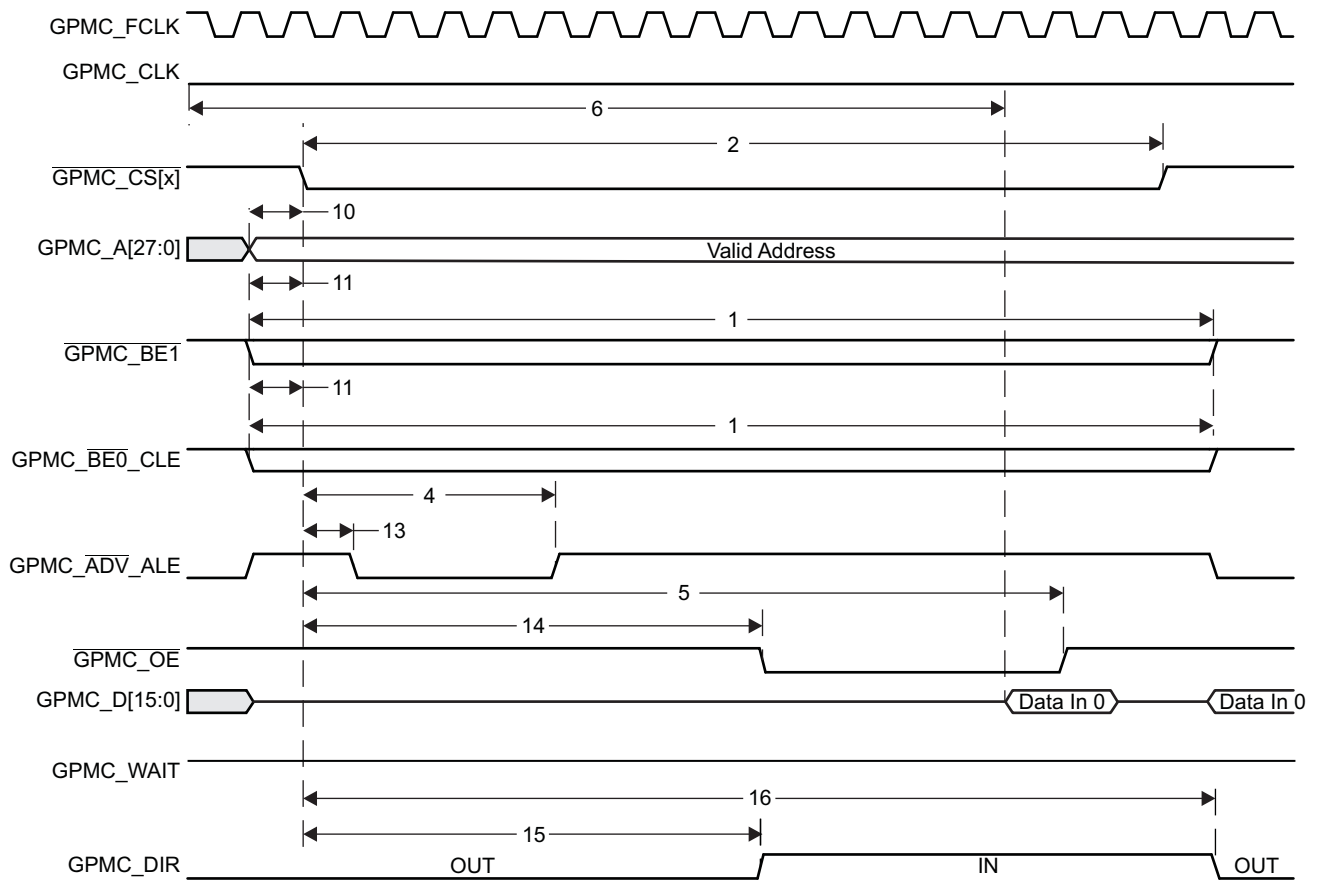 GPMC_FCLK
GPMC_CLK
6
2
GPMC_CS[x]
10
GPMC_A[27:0]
Valid Address
11
1
GPMC_BE1
11
1
GPMC_BE0_CLE
4
13
GPMC_ADV_ALE
5
14
GPMC_OE
GPMC_D[15:0]
Data In 0
Data In 0
GPMC_WAIT
16
15
GPMC_DIR
OUT
IN
OUT